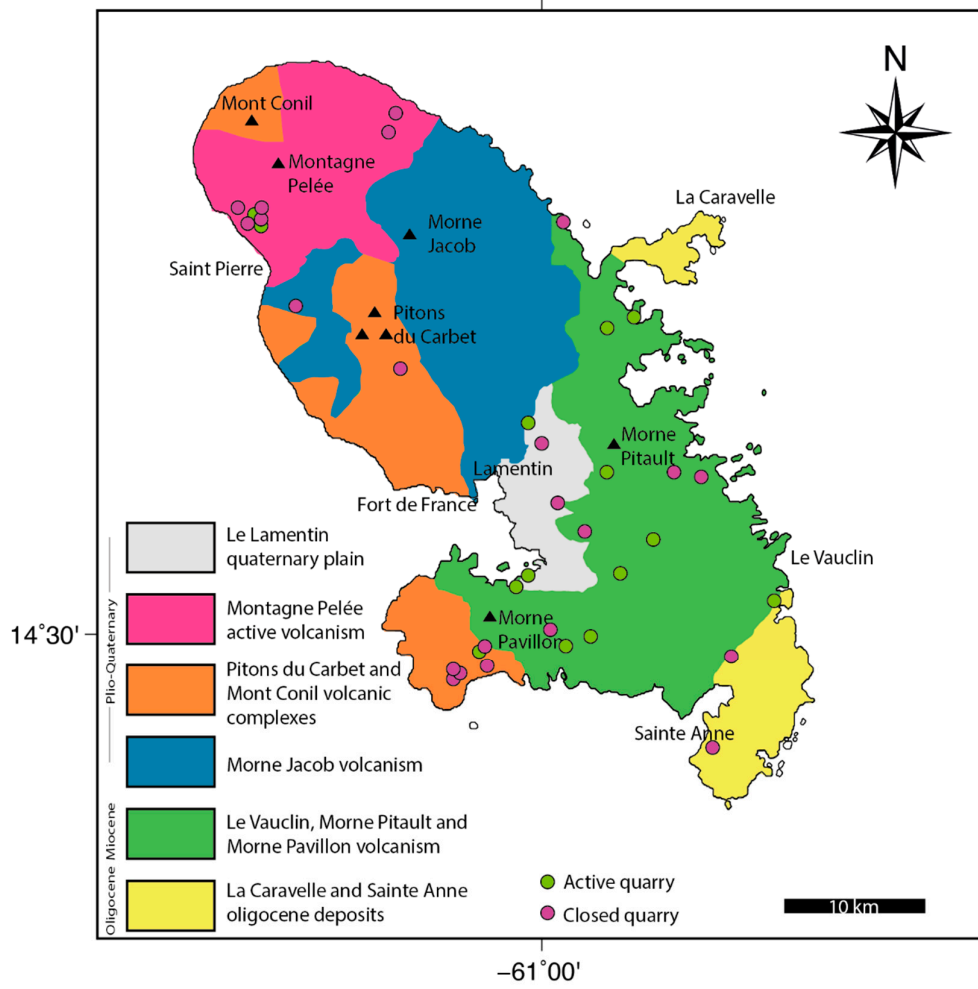 N
Mont Conil
Montagne
Pelée
La Caravelle
Morne
Jacob
Saint Pierre
Pitons
du Carbet
Morne
Pitault
Lamentin
Fort de France
Le Vauclin
Morne
Pavillon
Sainte Anne
14°30'
Plio-Quaternary
Miocene
Oligocene
Le Lamentin
quaternary plain
Montagne Pelée
active volcanism
Pitons du Carbet and
Mont Conil volcanic
complexes
Morne Jacob volcanism
Le Vauclin, Morne Pitault and
Morne Pavillon volcanism
La Caravelle and Sainte Anne
oligocene deposits
Active quarry
Closed quarry
10 km
−61°00'